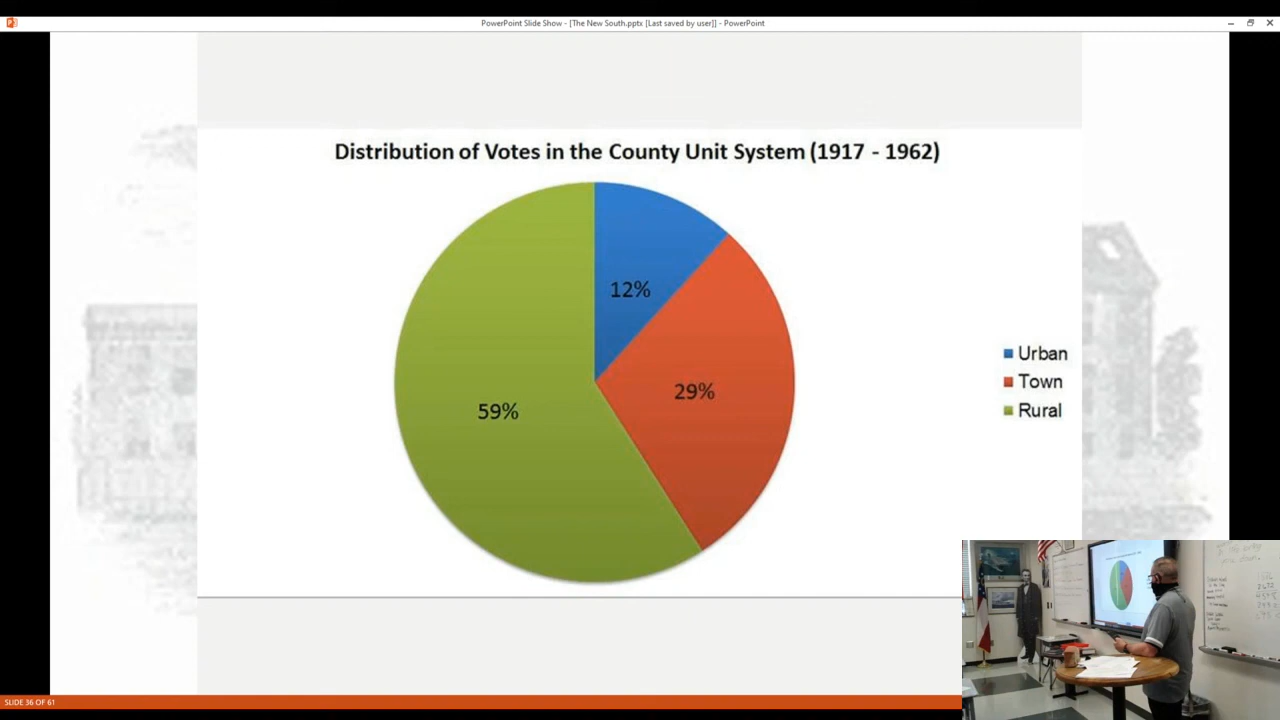 PowerPoint Slide Show - [The New South.pptx [Last saved by user]] - PowerPoint
Distribution of Votes in the County Unit System (1917 - 1962)
12%
29%
59%
Urban
Town
Rural
SLIDE 36 OF 61